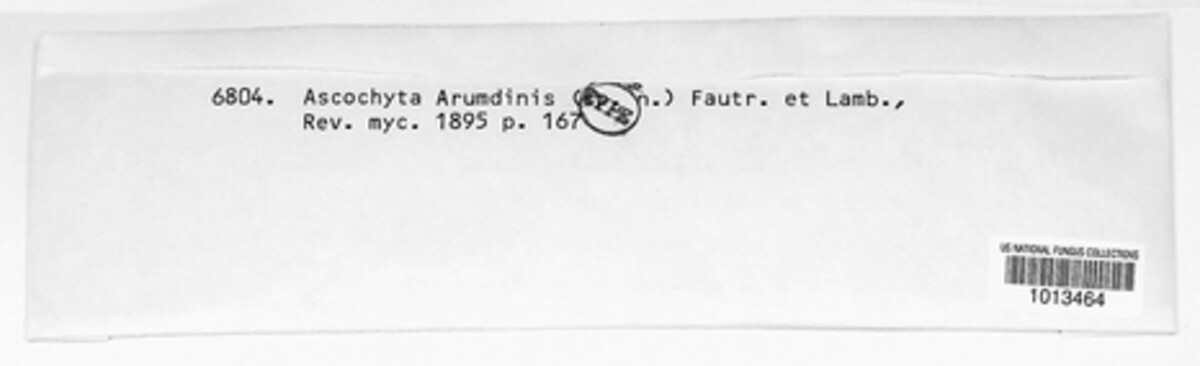 6804. Ascochyta Arumdinis ( n.) Fautr. et Lamb.,
Rev. myc. 1895 p. 167
TYPE
US NATIONAL FUNGUS COLLECTIONS
1013464